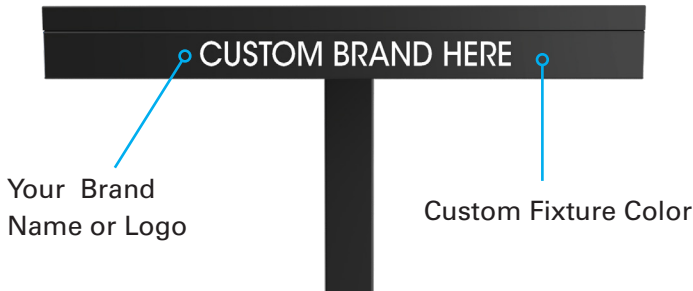 CUSTOM BRAND HERE
Your Brand
Name or Logo
Custom Fixture Color